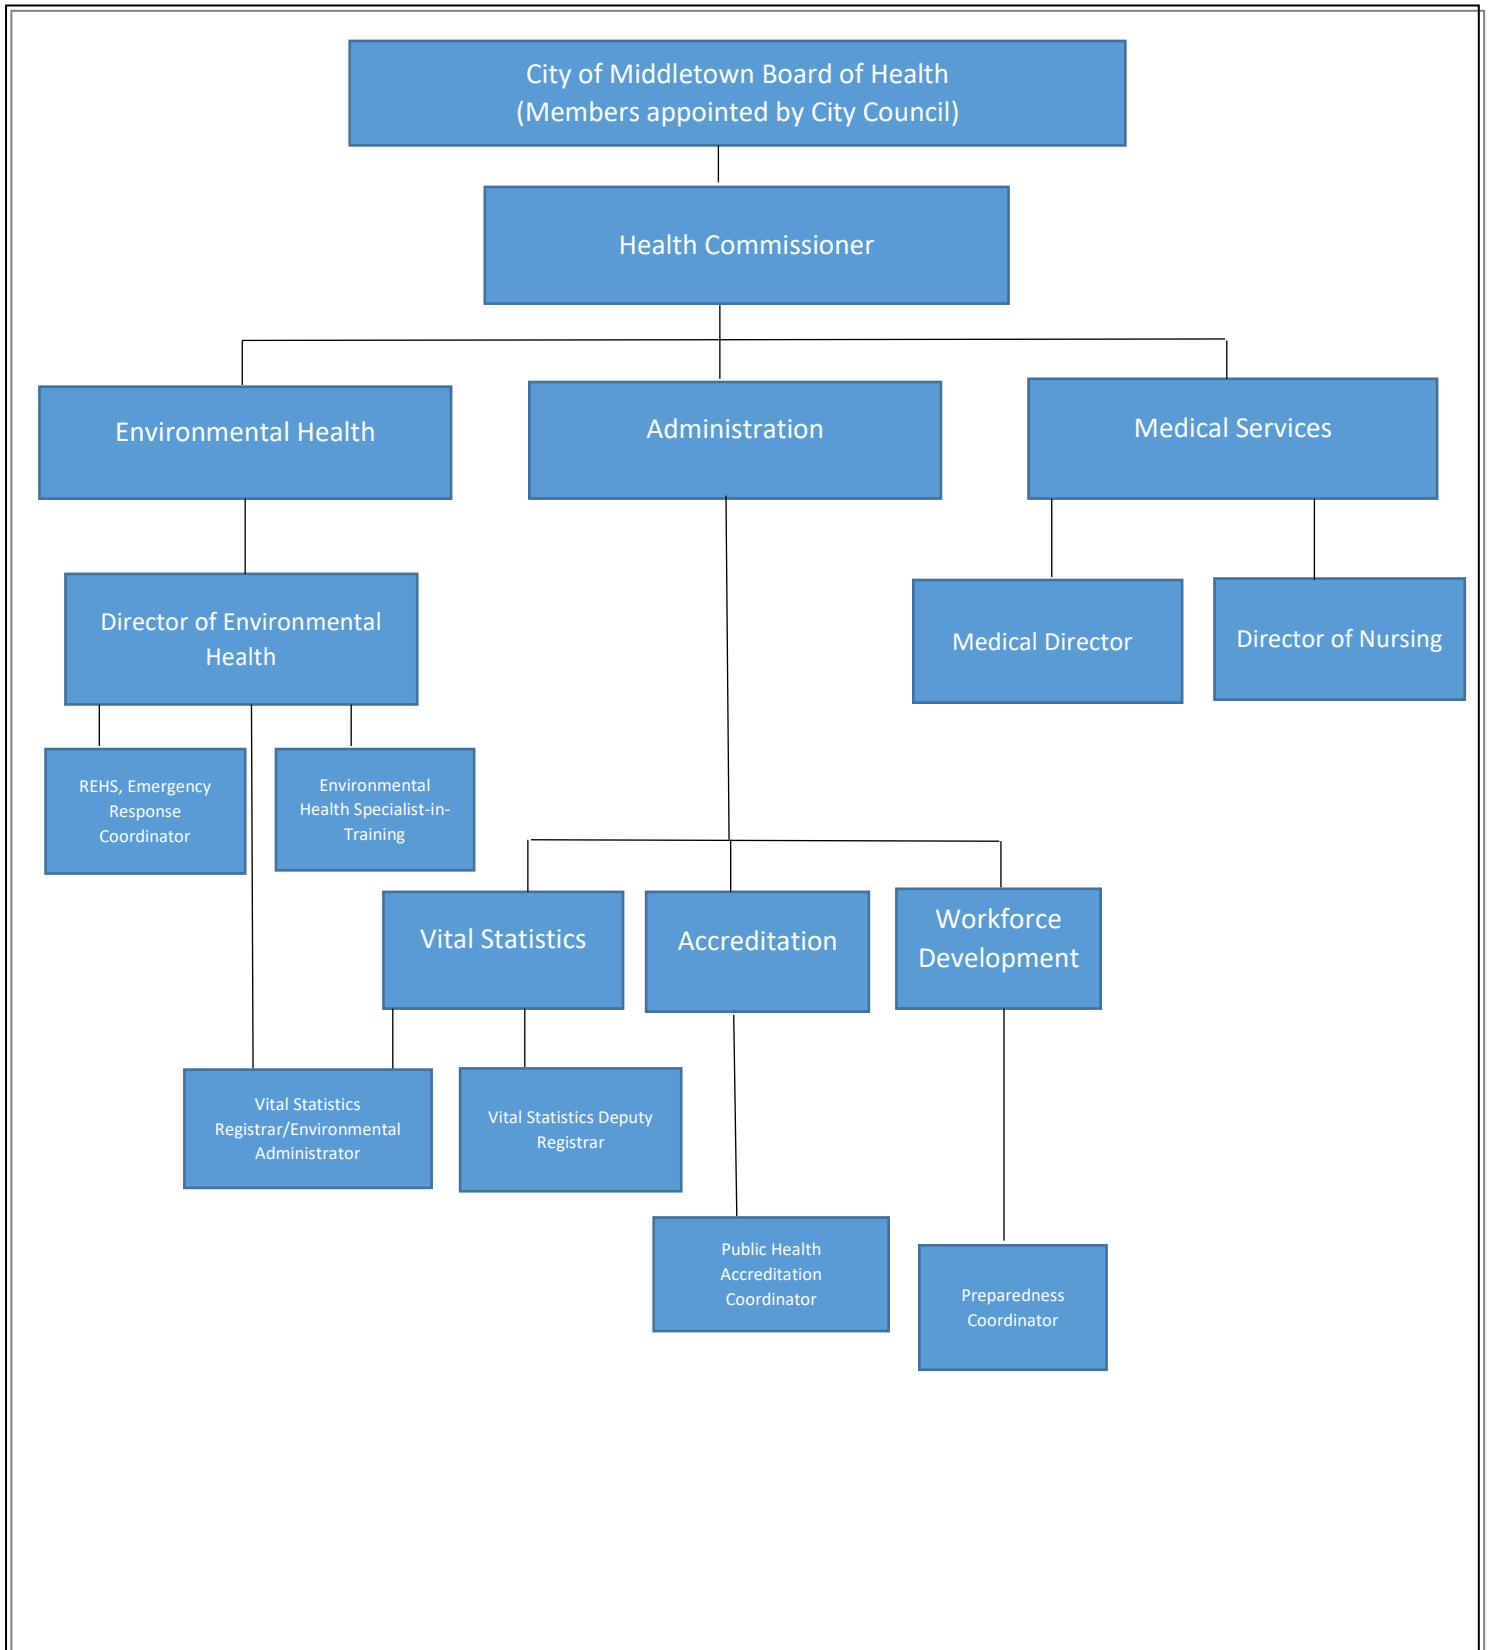 City of Middletown Board of Health
(Members appointed by City Council)
Health Commissioner
Environmental Health
Administration
Medical Services
Director of Environmental
Health
Medical Director
Director of Nursing
REHS, Emergency
Response
Coordinator
Environmental
Health Specialist-in-
Training
Vital Statistics
Accreditation
Workforce
Development
Vital Statistics
Registrar/Environmental
Administrator
Vital Statistics Deputy
Registrar
Public Health
Accreditation
Coordinator
Preparedness
Coordinator